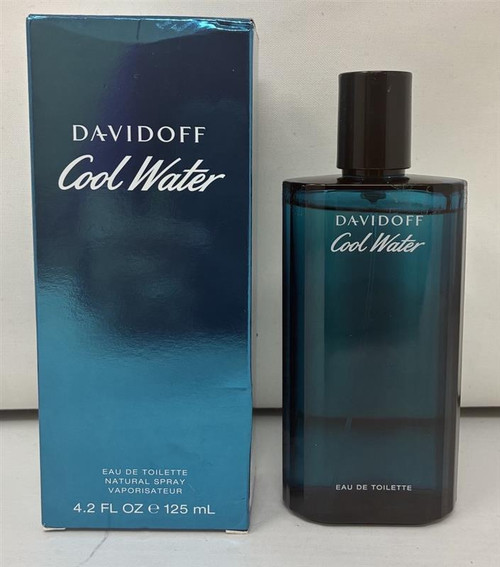 DAVIDOFF
Cool Water
EAU DE TOILETTE
NATURAL SPRAY
VAPORISATEUR
4.2 FL OZ ℮ 125 mL
DAVIDOFF
Cool Water
EAU DE TOILETTE